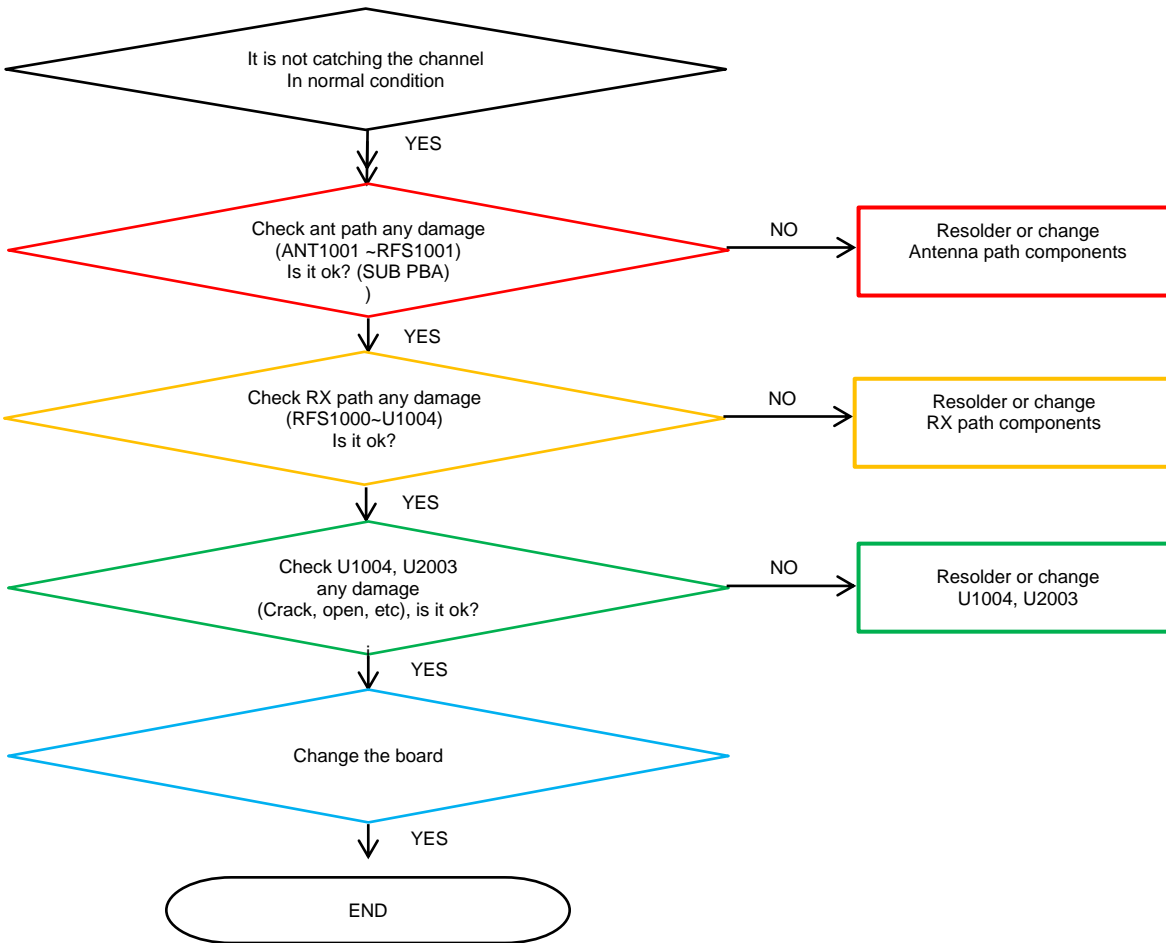 It is not catching the channel
In normal condition
YES
Check ant path any damage
(ANT1001 ~RFS1001)
Is it ok? (SUB PBA)
)
NO
Resolder or change
Antenna path components
YES
Check RX path any damage
(RFS1000~U1004)
Is it ok?
NO
Resolder or change
RX path components
YES
Check U1004, U2003
any damage
(Crack, open, etc), is it ok?
;
NO
Resolder or change
U1004, U2003
YES
Change the board
YES
END